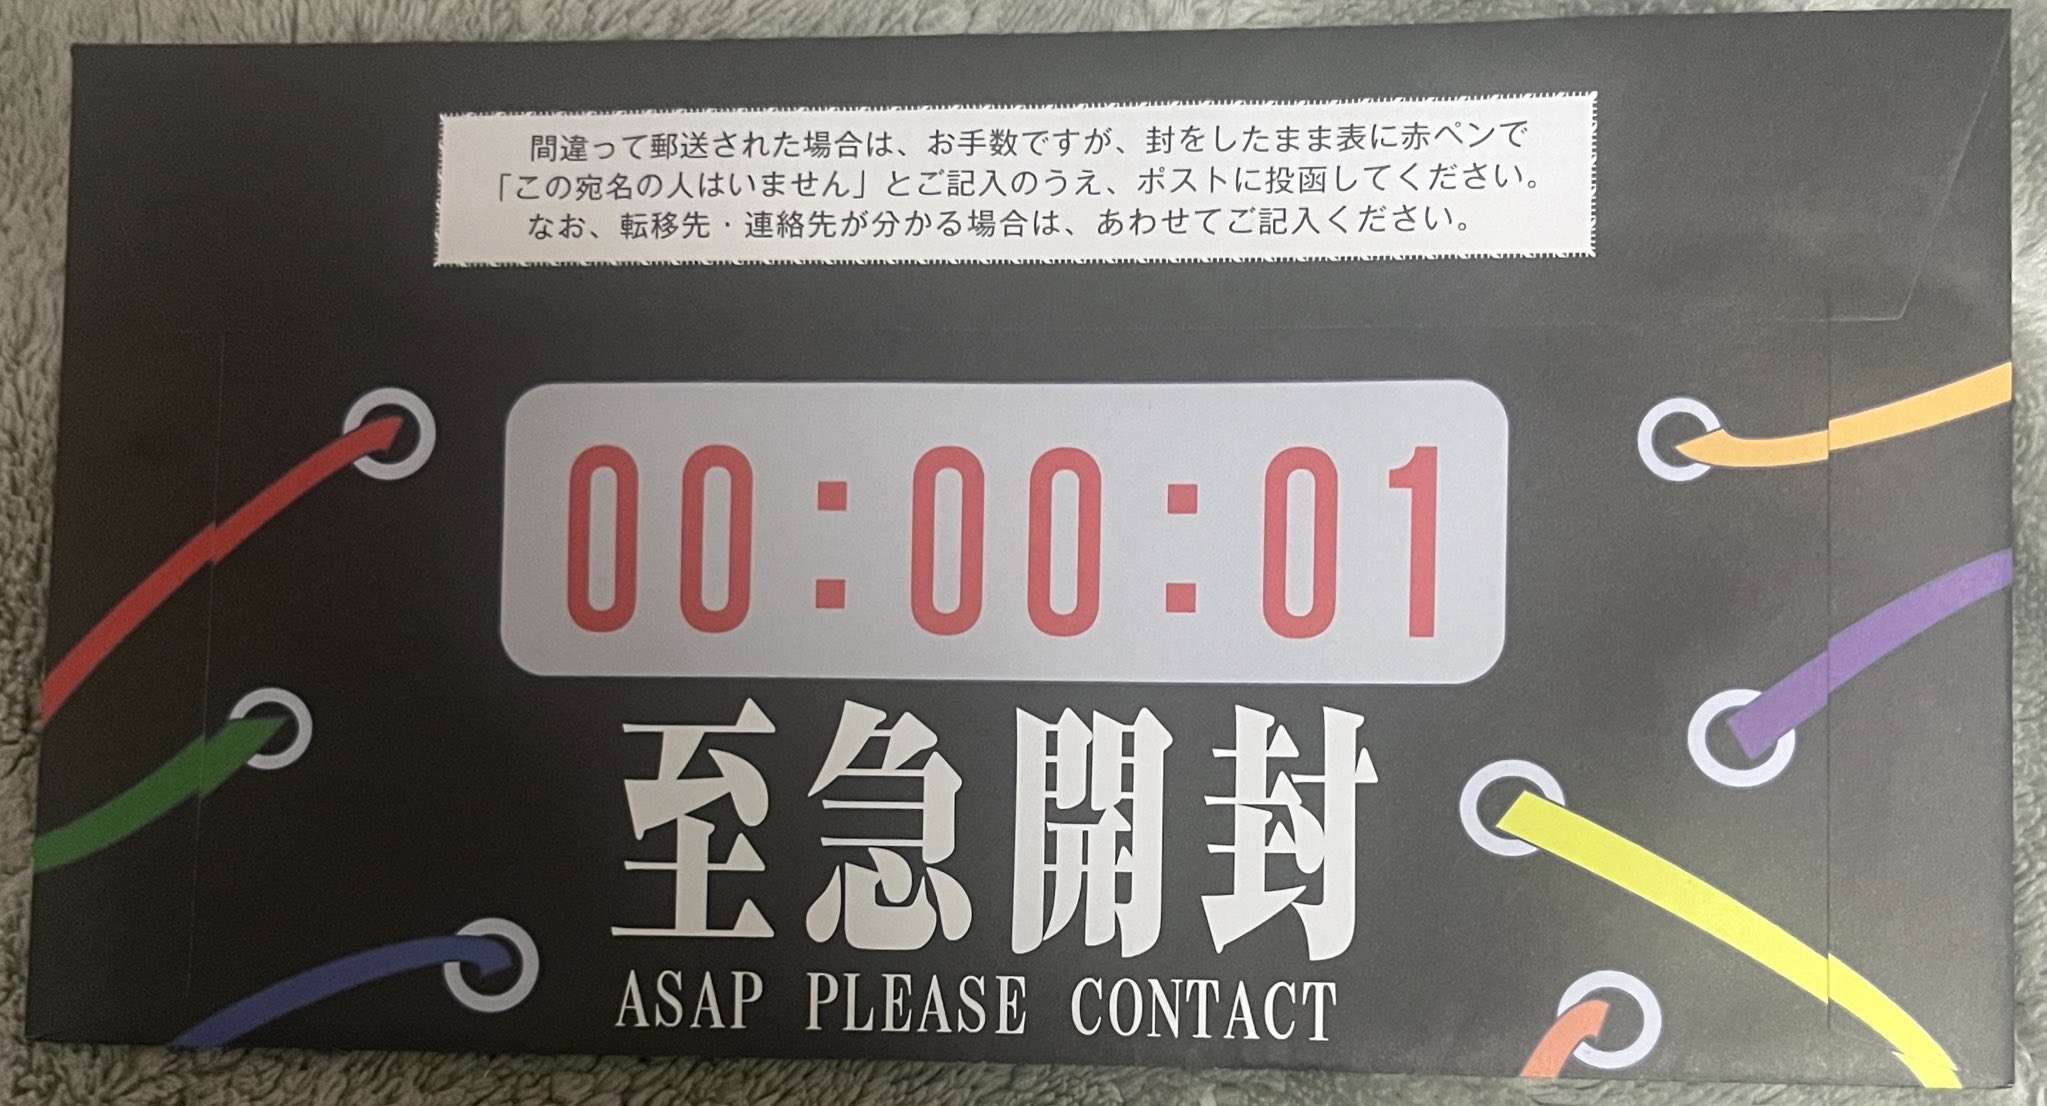 間違って郵送された場合は、お手数ですが、封をしたまま表に赤ペンで
「この宛名の人はいません」とご記入のうえ、ポストに投函してください。
なお、転移先・連絡先が分かる場合は、あわせてご記入ください。
00:00:01
至急開封
ASAP PLEASE CONTACT